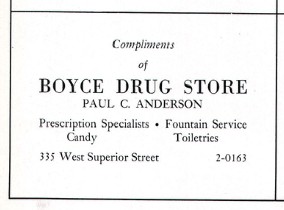 Compliments
of
BOYCE DRUG STORE
PAUL C. ANDERSON
Prescription Specialists • Fountain Service
Candy Toiletries
335 West Superior Street 2-0163